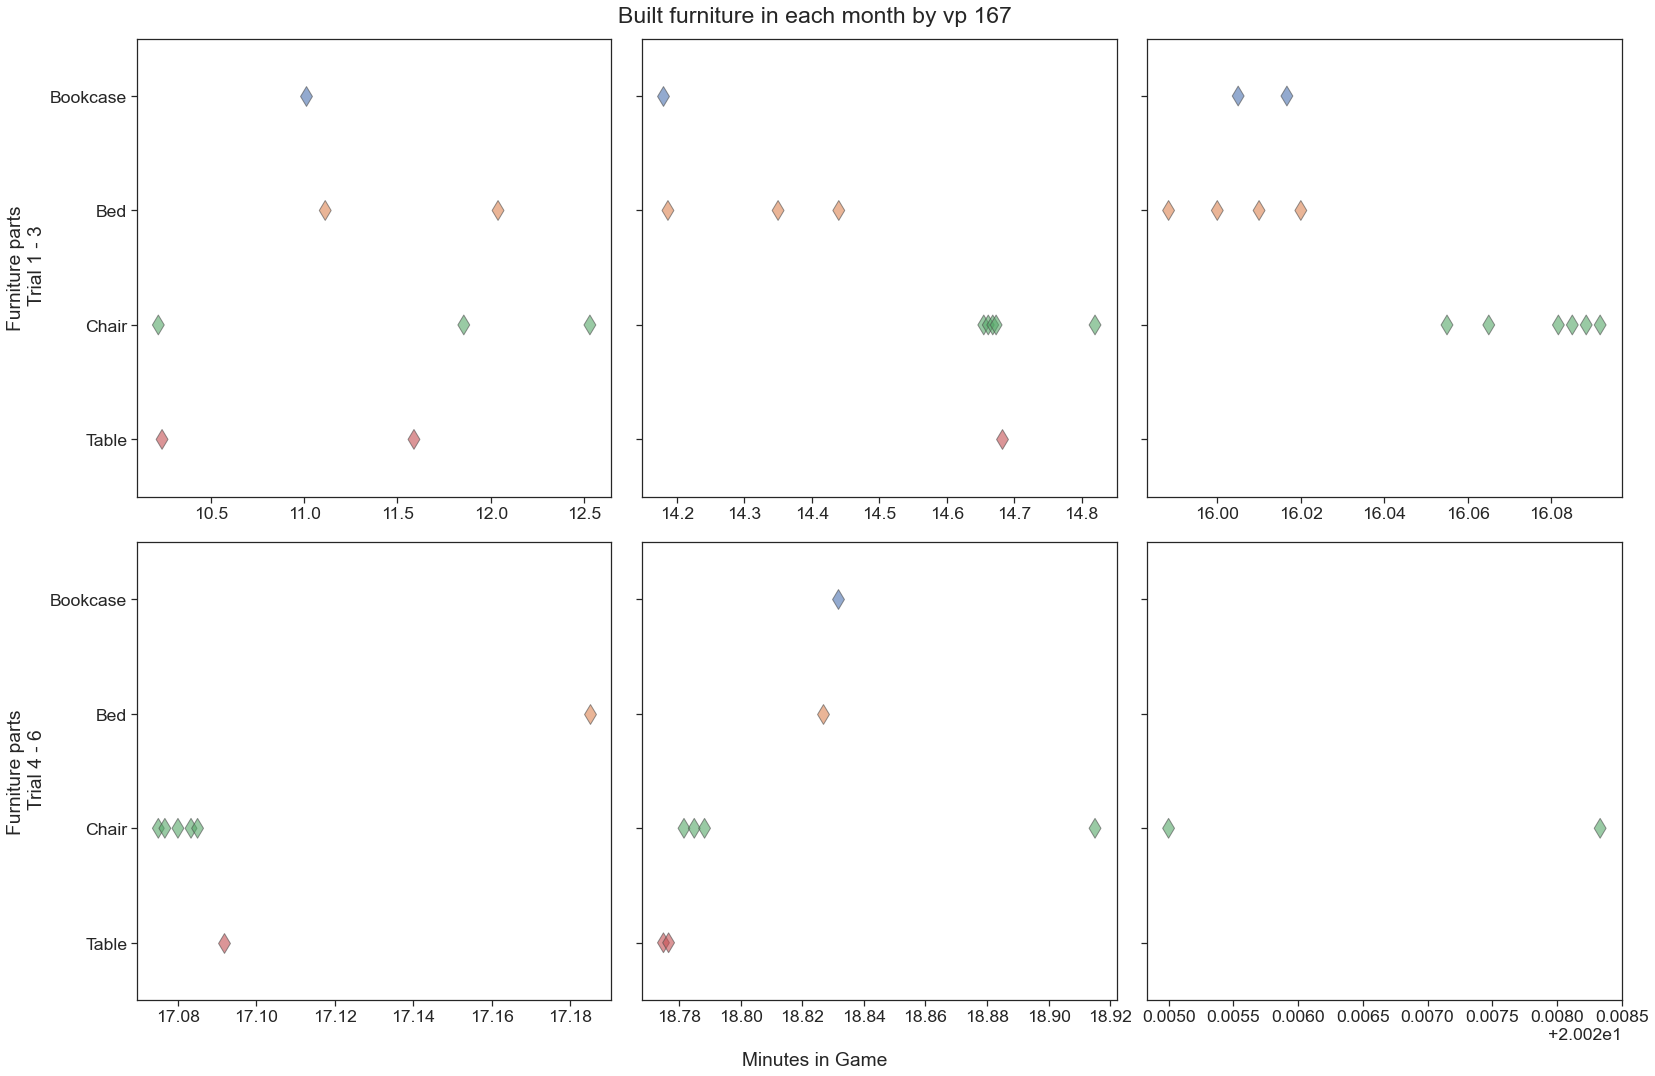 Built furniture in each month by vp 167
Furniture parts
Trial 1 - 3
Bookcase
Bed
Chair
Table
10.5 11.0 11.5 12.0 12.5
14.2 14.3 14.4 14.5 14.6 14.7 14.8
16.00 16.02 16.04 16.06 16.08
Furniture parts
Trial 4 - 6
Bookcase
Bed
Chair
Table
17.08 17.10 17.12 17.14 17.16 17.18
18.78 18.80 18.82 18.84 18.86 18.88 18.90 18.92
0.0050 0.0055 0.0060 0.0065 0.0070 0.0075 0.0080 0.0085
+2.002e1
Minutes in Game